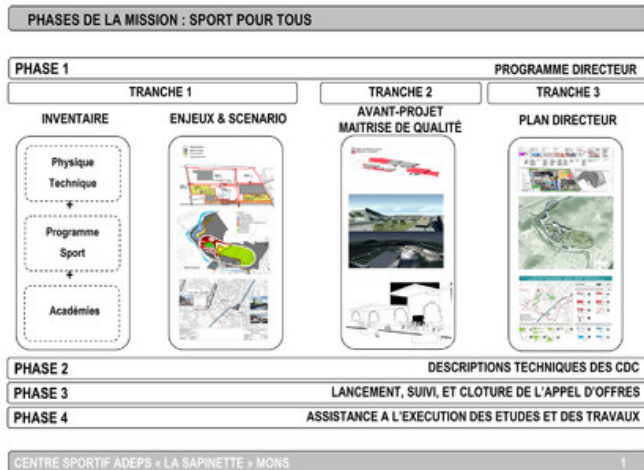 PHASES DE LA MISSION : SPORT POUR TOUS
PHASE 1 PROGRAMME DIRECTEUR
TRANCHE 1 TRANCHE 2 TRANCHE 3
INVENTAIRE
ENJEUX & SCENARIO
AVANT-PROJET
MAITRISE DE QUALITÉ
PLAN DIRECTEUR
Physique
Technique
+
Programme
Sport
+
Académies
PHASE 2 DESCRIPTIONS TECHNIQUES DES CDC
PHASE 3 LANCEMENT, SUIVI, ET CLOTURE DE L'APPEL D'OFFRES
PHASE 4 ASSISTANCE A L'EXECUTION DES ETUDES ET DES TRAVAUX
CENTRE SPORTIF ADEPS « LA SAPINETTE » MONS 1